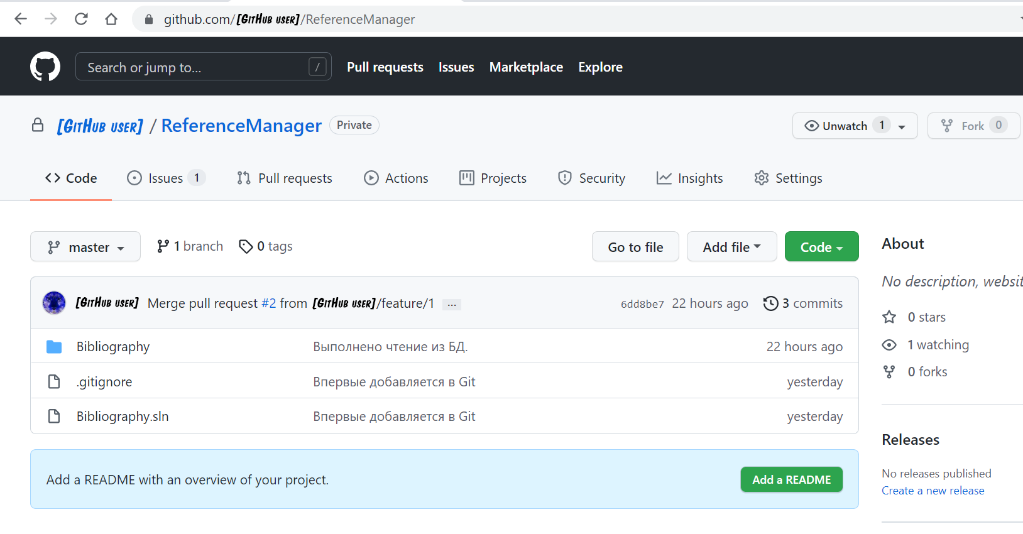 github.com/[GitHub user]/ReferenceManager
Search or jump to... / Pull requests Issues Marketplace Explore
[GitHub user] / ReferenceManager Private Unwatch 1 Fork 0
Code Issues 1 Pull requests Actions Projects Security Insights Settings
master 1 branch 0 tags Go to file Add file Code
About
No description, websit
[GitHub user] Merge pull request #2 from [GitHub user]/feature/1 ... 6dd8be7 22 hours ago 3 commits
0 stars
Bibliography Выполнено чтение из БД. 22 hours ago
1 watching
0 forks
.gitignore Впервые добавляется в Git yesterday
Bibliography.sln Впервые добавляется в Git yesterday
Releases
No releases published
Create a new release
Add a README with an overview of your project. Add a README